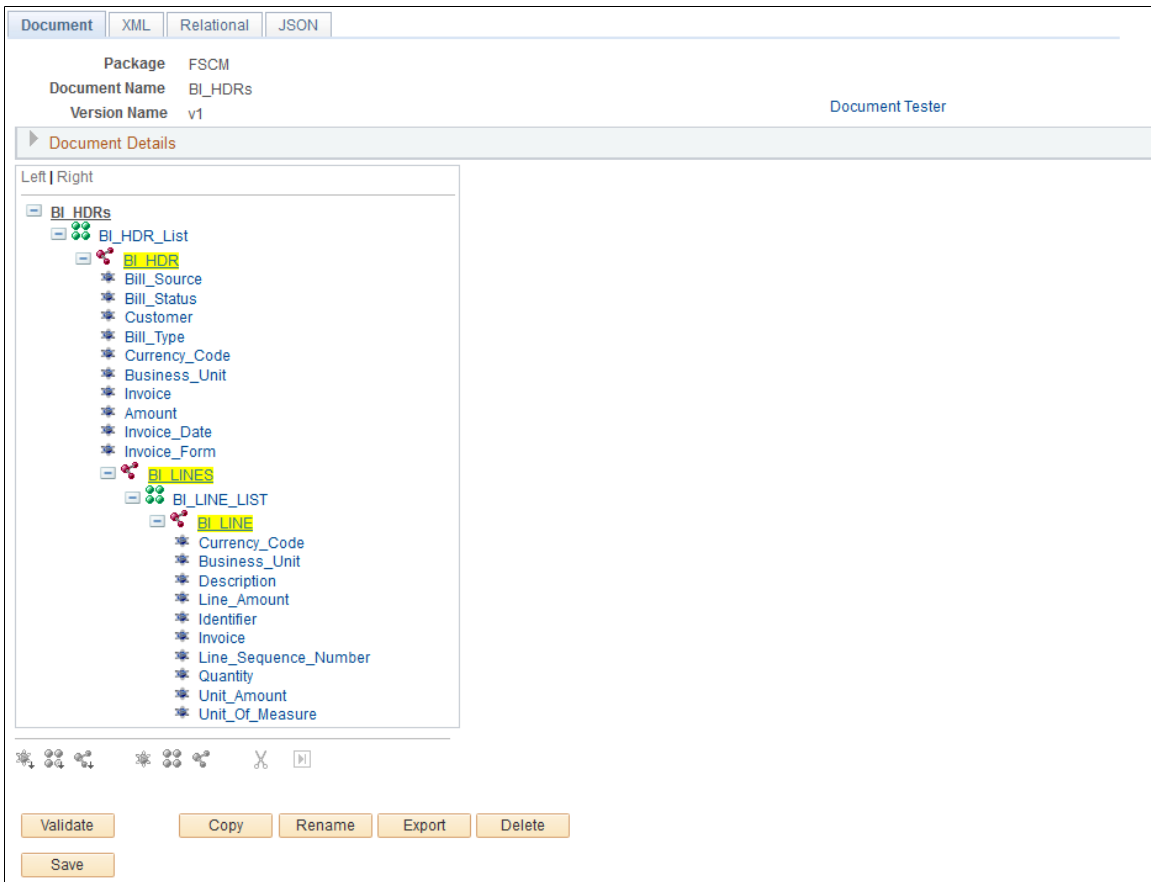 Document XML Relational JSON
Package FSCM
Document Name BI_HDRs
Version Name v1
Document Tester
Document Details
Left | Right
BI_HDRs
BI_HDR_List
BI_HDR
Bill_Source
Bill_Status
Customer
Bill_Type
Currency_Code
Business_Unit
Invoice
Amount
Invoice_Date
Invoice_Form
BI_LINES
BI_LINE_LIST
BI_LINE
Currency_Code
Business_Unit
Description
Line_Amount
Identifier
Invoice
Line_Sequence_Number
Quantity
Unit_Amount
Unit_Of_Measure
Validate Copy Rename Export Delete
Save